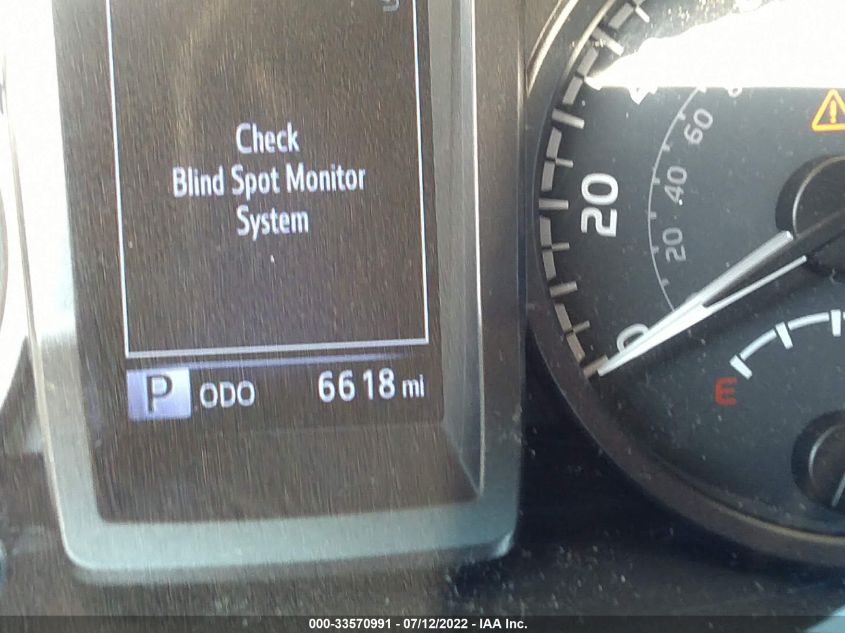 Check
Blind Spot Monitor
System
P ODO 6618 mi
60
40
20
20
0
E
000-33570991 - 07/12/2022 - IAA Inc.